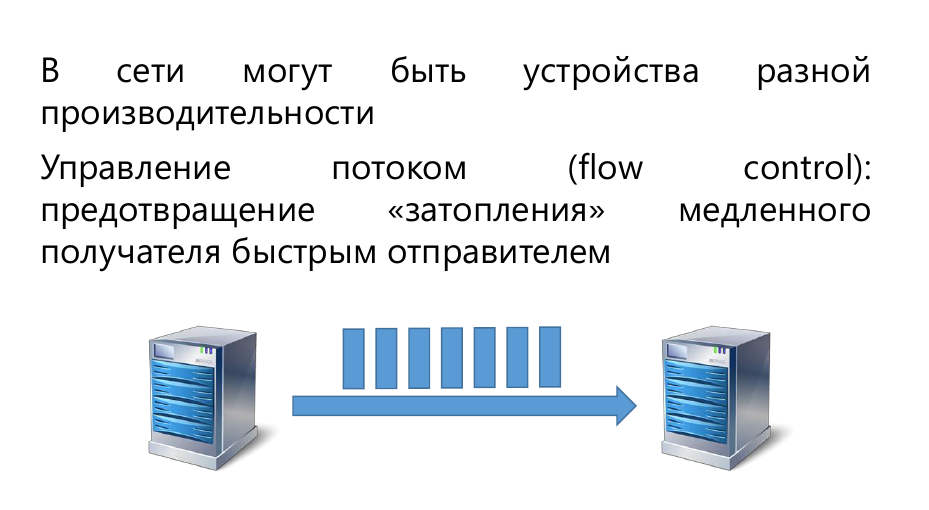 В сети могут быть устройства разной
производительности
Управление потоком (flow control):
предотвращение «затопления» медленного
получателя быстрым отправителем